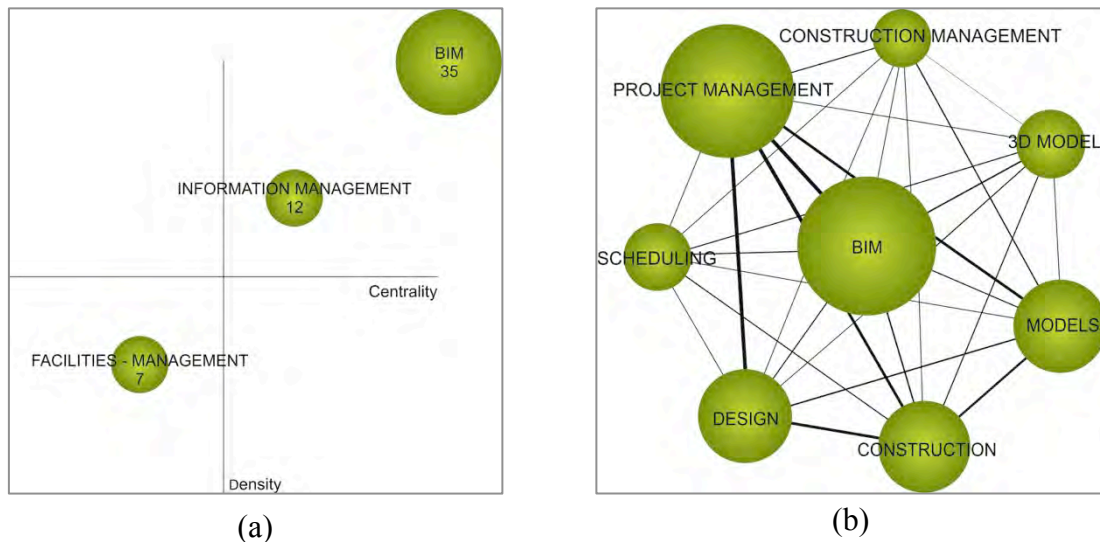 BIM
35
INFORMATION MANAGEMENT
12
Centrality
FACILITIES - MANAGEMENT
7
Density
(a)
CONSTRUCTION MANAGEMENT
PROJECT MANAGEMENT
3D MODEL
BIM
SCHEDULING
MODELS
DESIGN
CONSTRUCTION
(b)